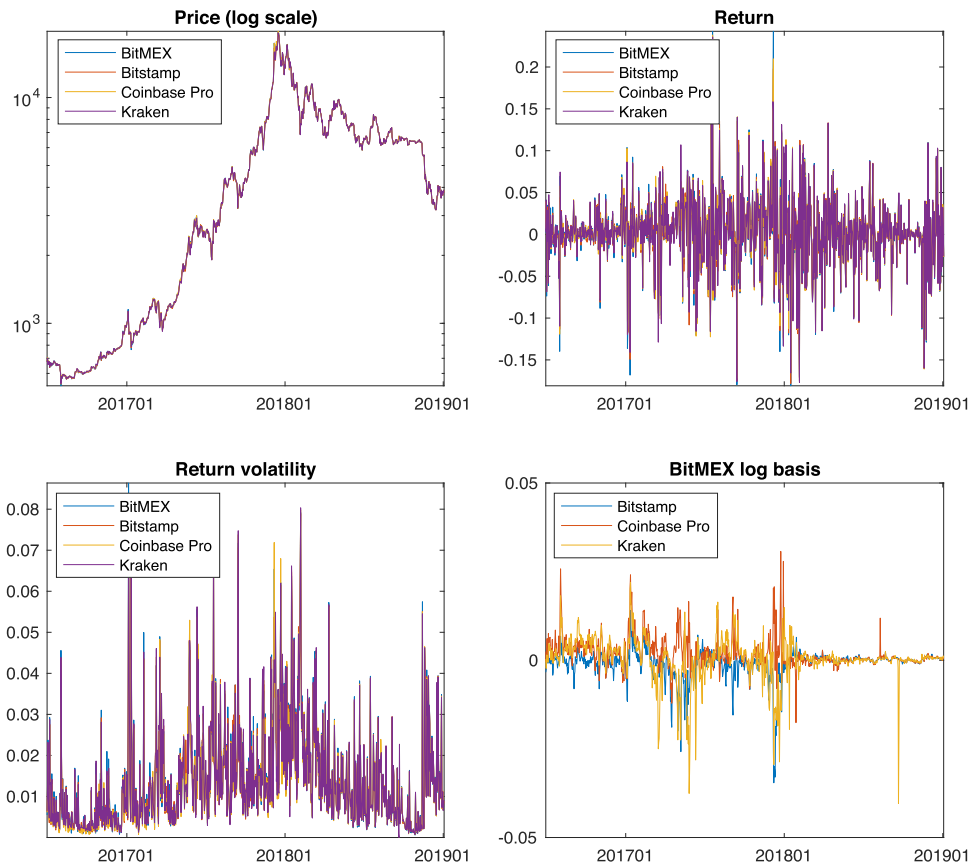 Price (log scale)
BitMEX
Bitstamp
Coinbase Pro
Kraken
10^4
10^3
201701
201801
201901
Return
BitMEX
Bitstamp
Coinbase Pro
Kraken
0.2
0.15
0.1
0.05
0
-0.05
-0.1
-0.15
201701
201801
201901
Return volatility
BitMEX
Bitstamp
Coinbase Pro
Kraken
0.08
0.07
0.06
0.05
0.04
0.03
0.02
0.01
201701
201801
201901
BitMEX log basis
Bitstamp
Coinbase Pro
Kraken
0.05
0
-0.05
201701
201801
201901